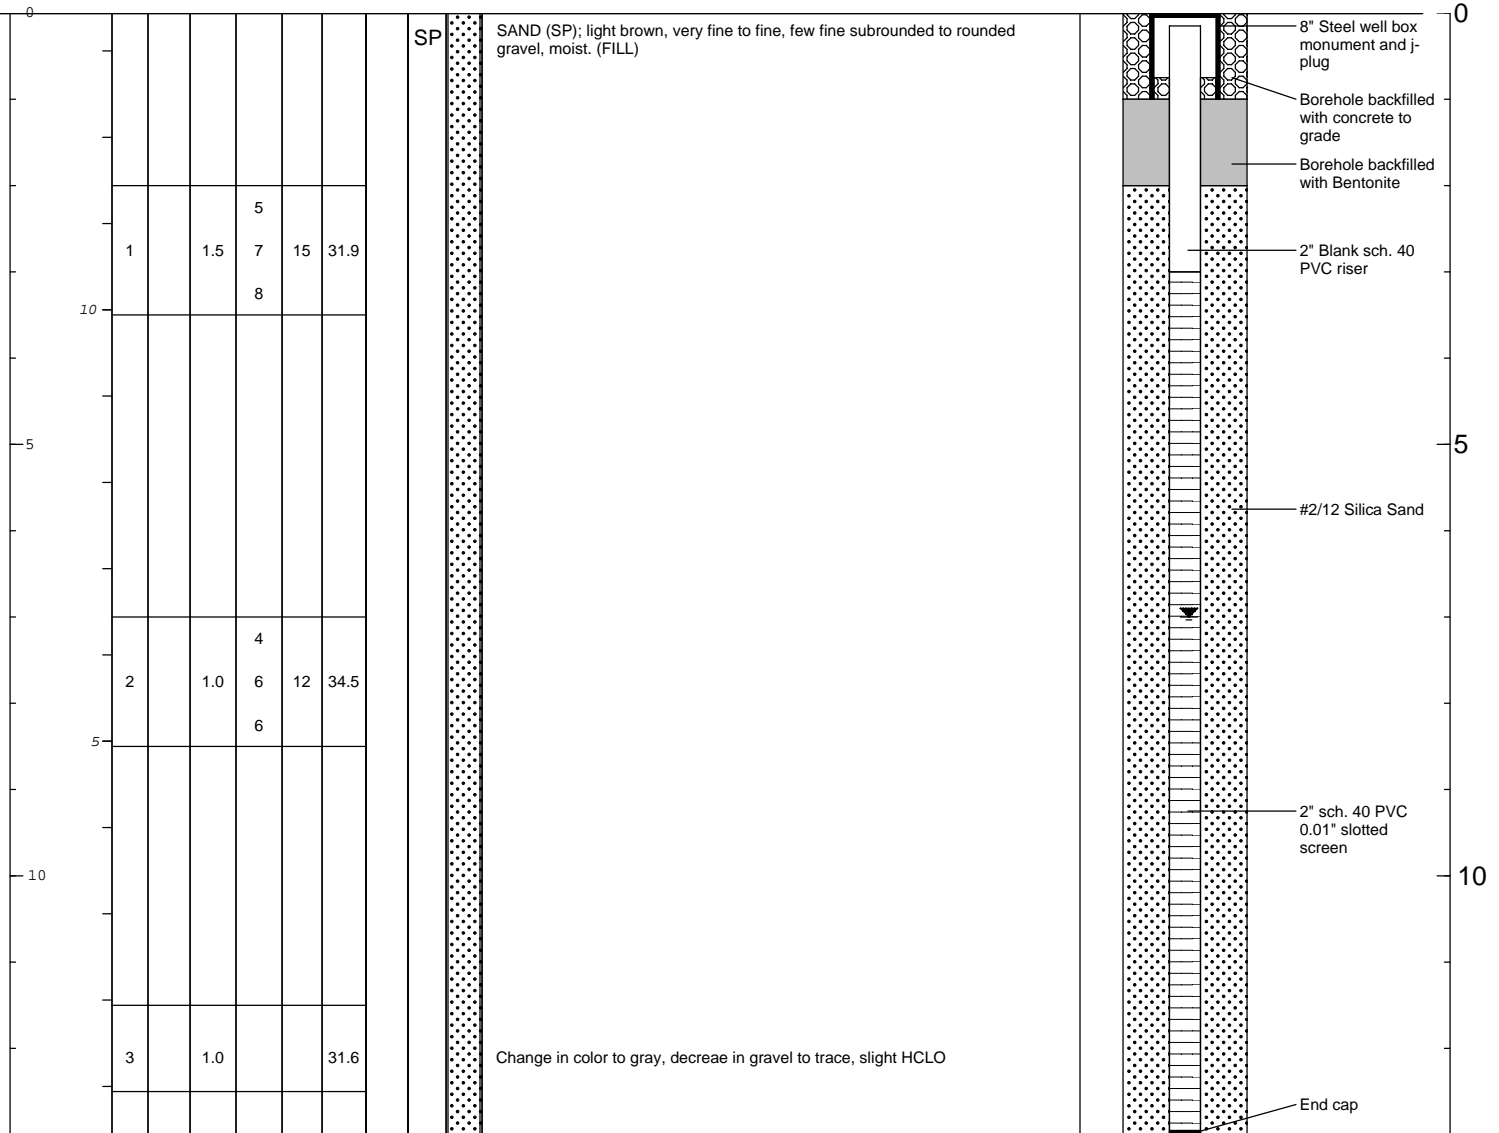 0
SP
SAND (SP); light brown, very fine to fine, few fine subrounded to rounded
gravel, moist. (FILL)
0
8" Steel well box
monument and j-
plug
Borehole backfilled
with concrete to
grade
Borehole backfilled
with Bentonite
5
1 1.5 7 15 31.9
8
2" Blank sch. 40
PVC riser
10
5
5
#2/12 Silica Sand
4
2 1.0 6 12 34.5
6
5
2" sch. 40 PVC
0.01" slotted
screen
10
10
3 1.0 31.6
Change in color to gray, decreae in gravel to trace, slight HCLO
End cap